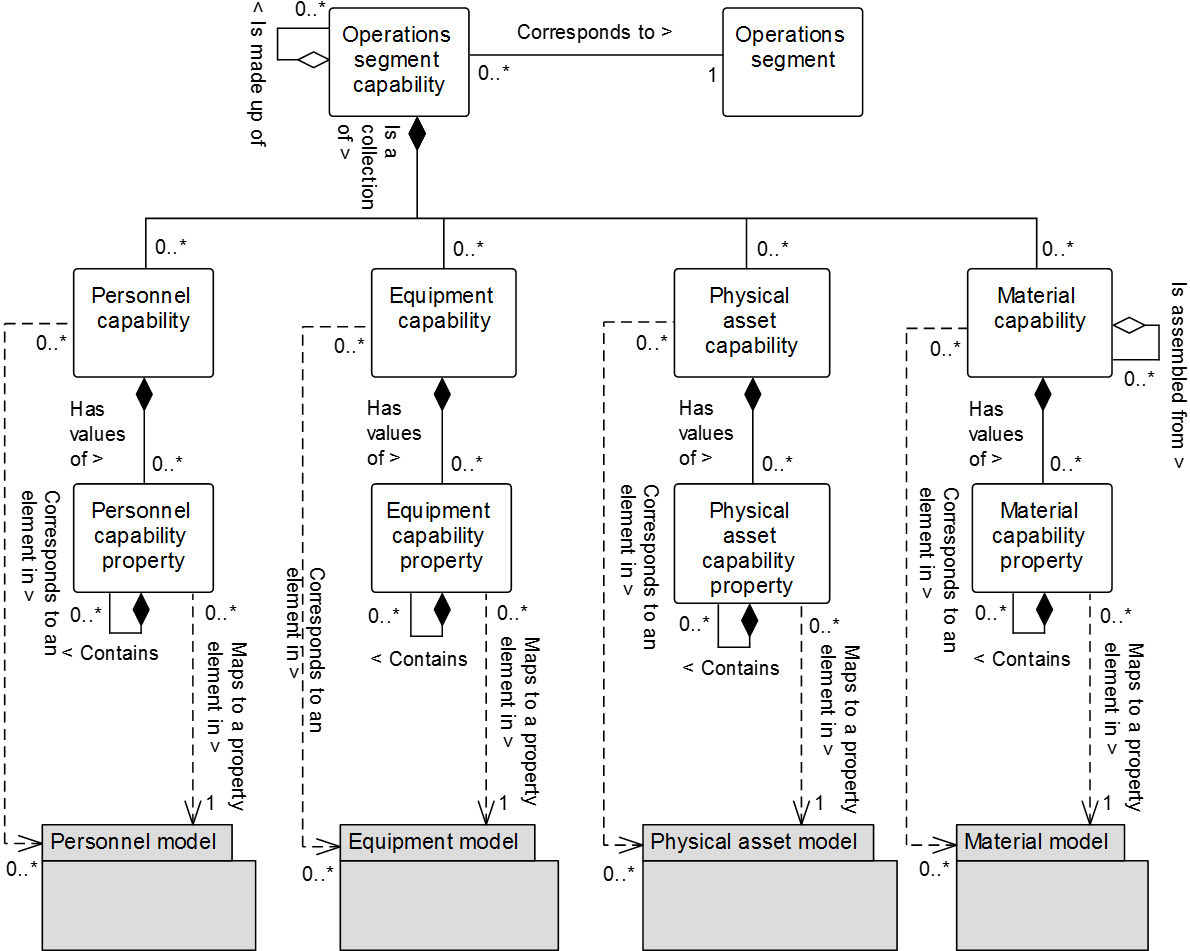 0..*
< Is made up of
Operations
segment
capability
Corresponds to >
0..*
1
Operations
segment
Is a
collection
of >
0..*
0..*
0..*
0..*
Personnel
capability
Equipment
capability
Physical
asset
capability
Material
capability
0..*
0..*
0..*
0..*
0..*
Is assembled from >
Has
values
of >
Has
values
of >
Has
values
of >
Has
values
of >
0..*
0..*
0..*
0..*
Corresponds to an
element in >
Personnel
capability
property
Corresponds to an
element in >
Equipment
capability
property
Corresponds to an
element in >
Physical
asset
capability
property
Corresponds to an
element in >
Material
capability
property
0..*
0..*
0..*
0..*
0..*
0..*
0..*
0..*
< Contains
< Contains
< Contains
< Contains
Maps to a property
element in >
Maps to a property
element in >
Maps to a property
element in >
Maps to a property
element in >
1
1
1
1
Personnel model
Equipment model
Physical asset model
Material model
0..*
0..*
0..*
0..*